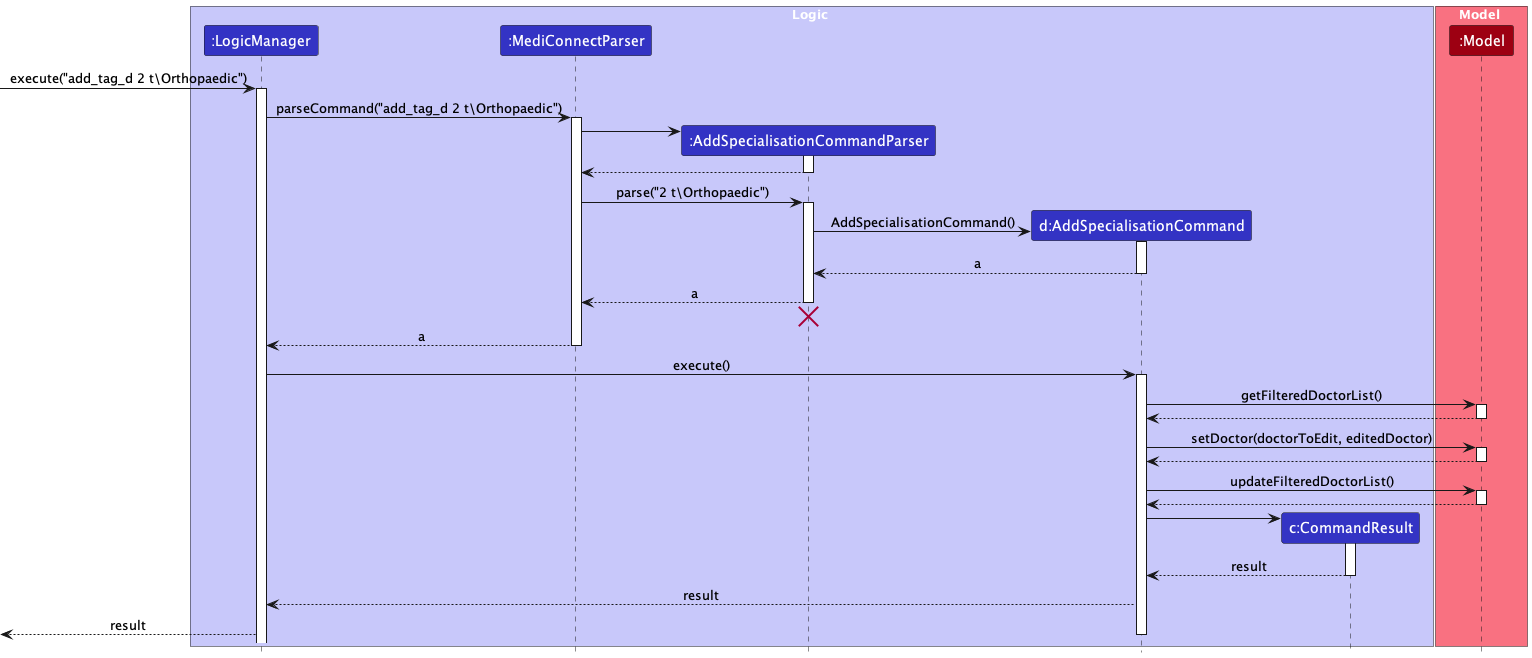 Logic
Model
:LogicManager
:MediConnectParser
:Model
execute("add_tag_d 2 t\Orthopaedic")
parseCommand("add_tag_d 2 t\Orthopaedic")
:AddSpecialisationCommandParser
parse("2 t\Orthopaedic")
AddSpecialisationCommand()
d:AddSpecialisationCommand
a
a
a
execute()
getFilteredDoctorList()
setDoctor(doctorToEdit, editedDoctor)
updateFilteredDoctorList()
c:CommandResult
result
result
result